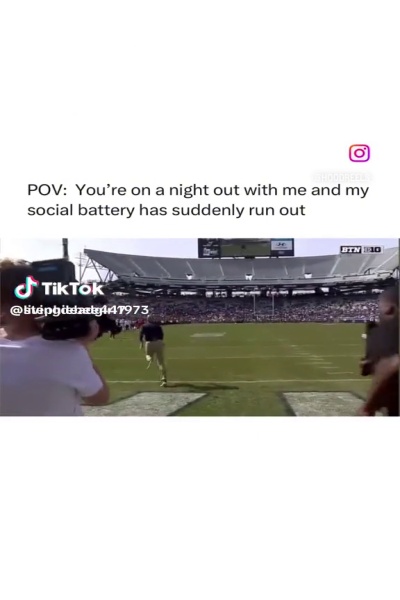 POV: You’re on a night out with me and my
social battery has suddenly run out
BTN
TikTok